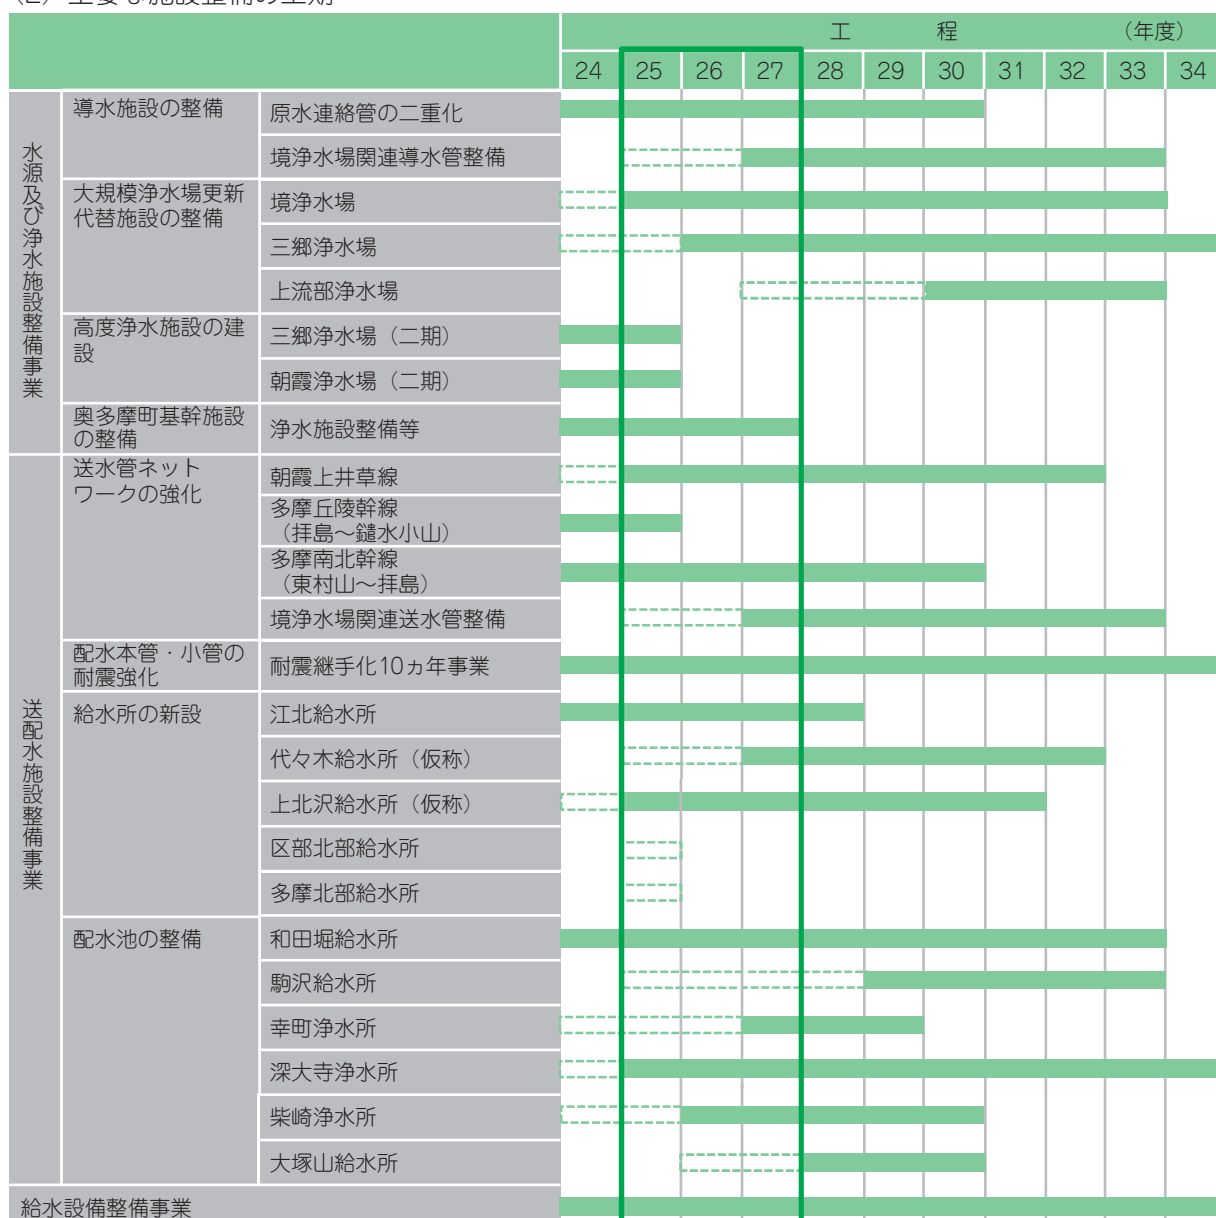 (2) 主要な施設整備の工期
工 程 (年度)
24 25 26 27 28 29 30 31 32 33 34
水源及び浄水施設整備事業
導水施設の整備
原水連絡管の二重化
境浄水場関連導水管整備
大規模浄水場更新
代替施設の整備
境浄水場
三郷浄水場
上流部浄水場
高度浄水施設の建
設
三郷浄水場(二期)
朝霞浄水場(二期)
奥多摩町基幹施設
の整備
浄水施設整備等
送配水施設整備事業
送水管ネット
ワークの強化
朝霞上井草線
多摩丘陵幹線
(拝島~鑓水小山)
多摩南北幹線
(東村山~拝島)
境浄水場関連送水管整備
配水本管・小管の
耐震強化
耐震継手化10ヵ年事業
給水所の新設
江北給水所
代々木給水所(仮称)
上北沢給水所(仮称)
区部北部給水所
多摩北部給水所
配水池の整備
和田堀給水所
駒沢給水所
幸町浄水所
深大寺浄水所
柴崎浄水所
大塚山給水所
給水設備整備事業